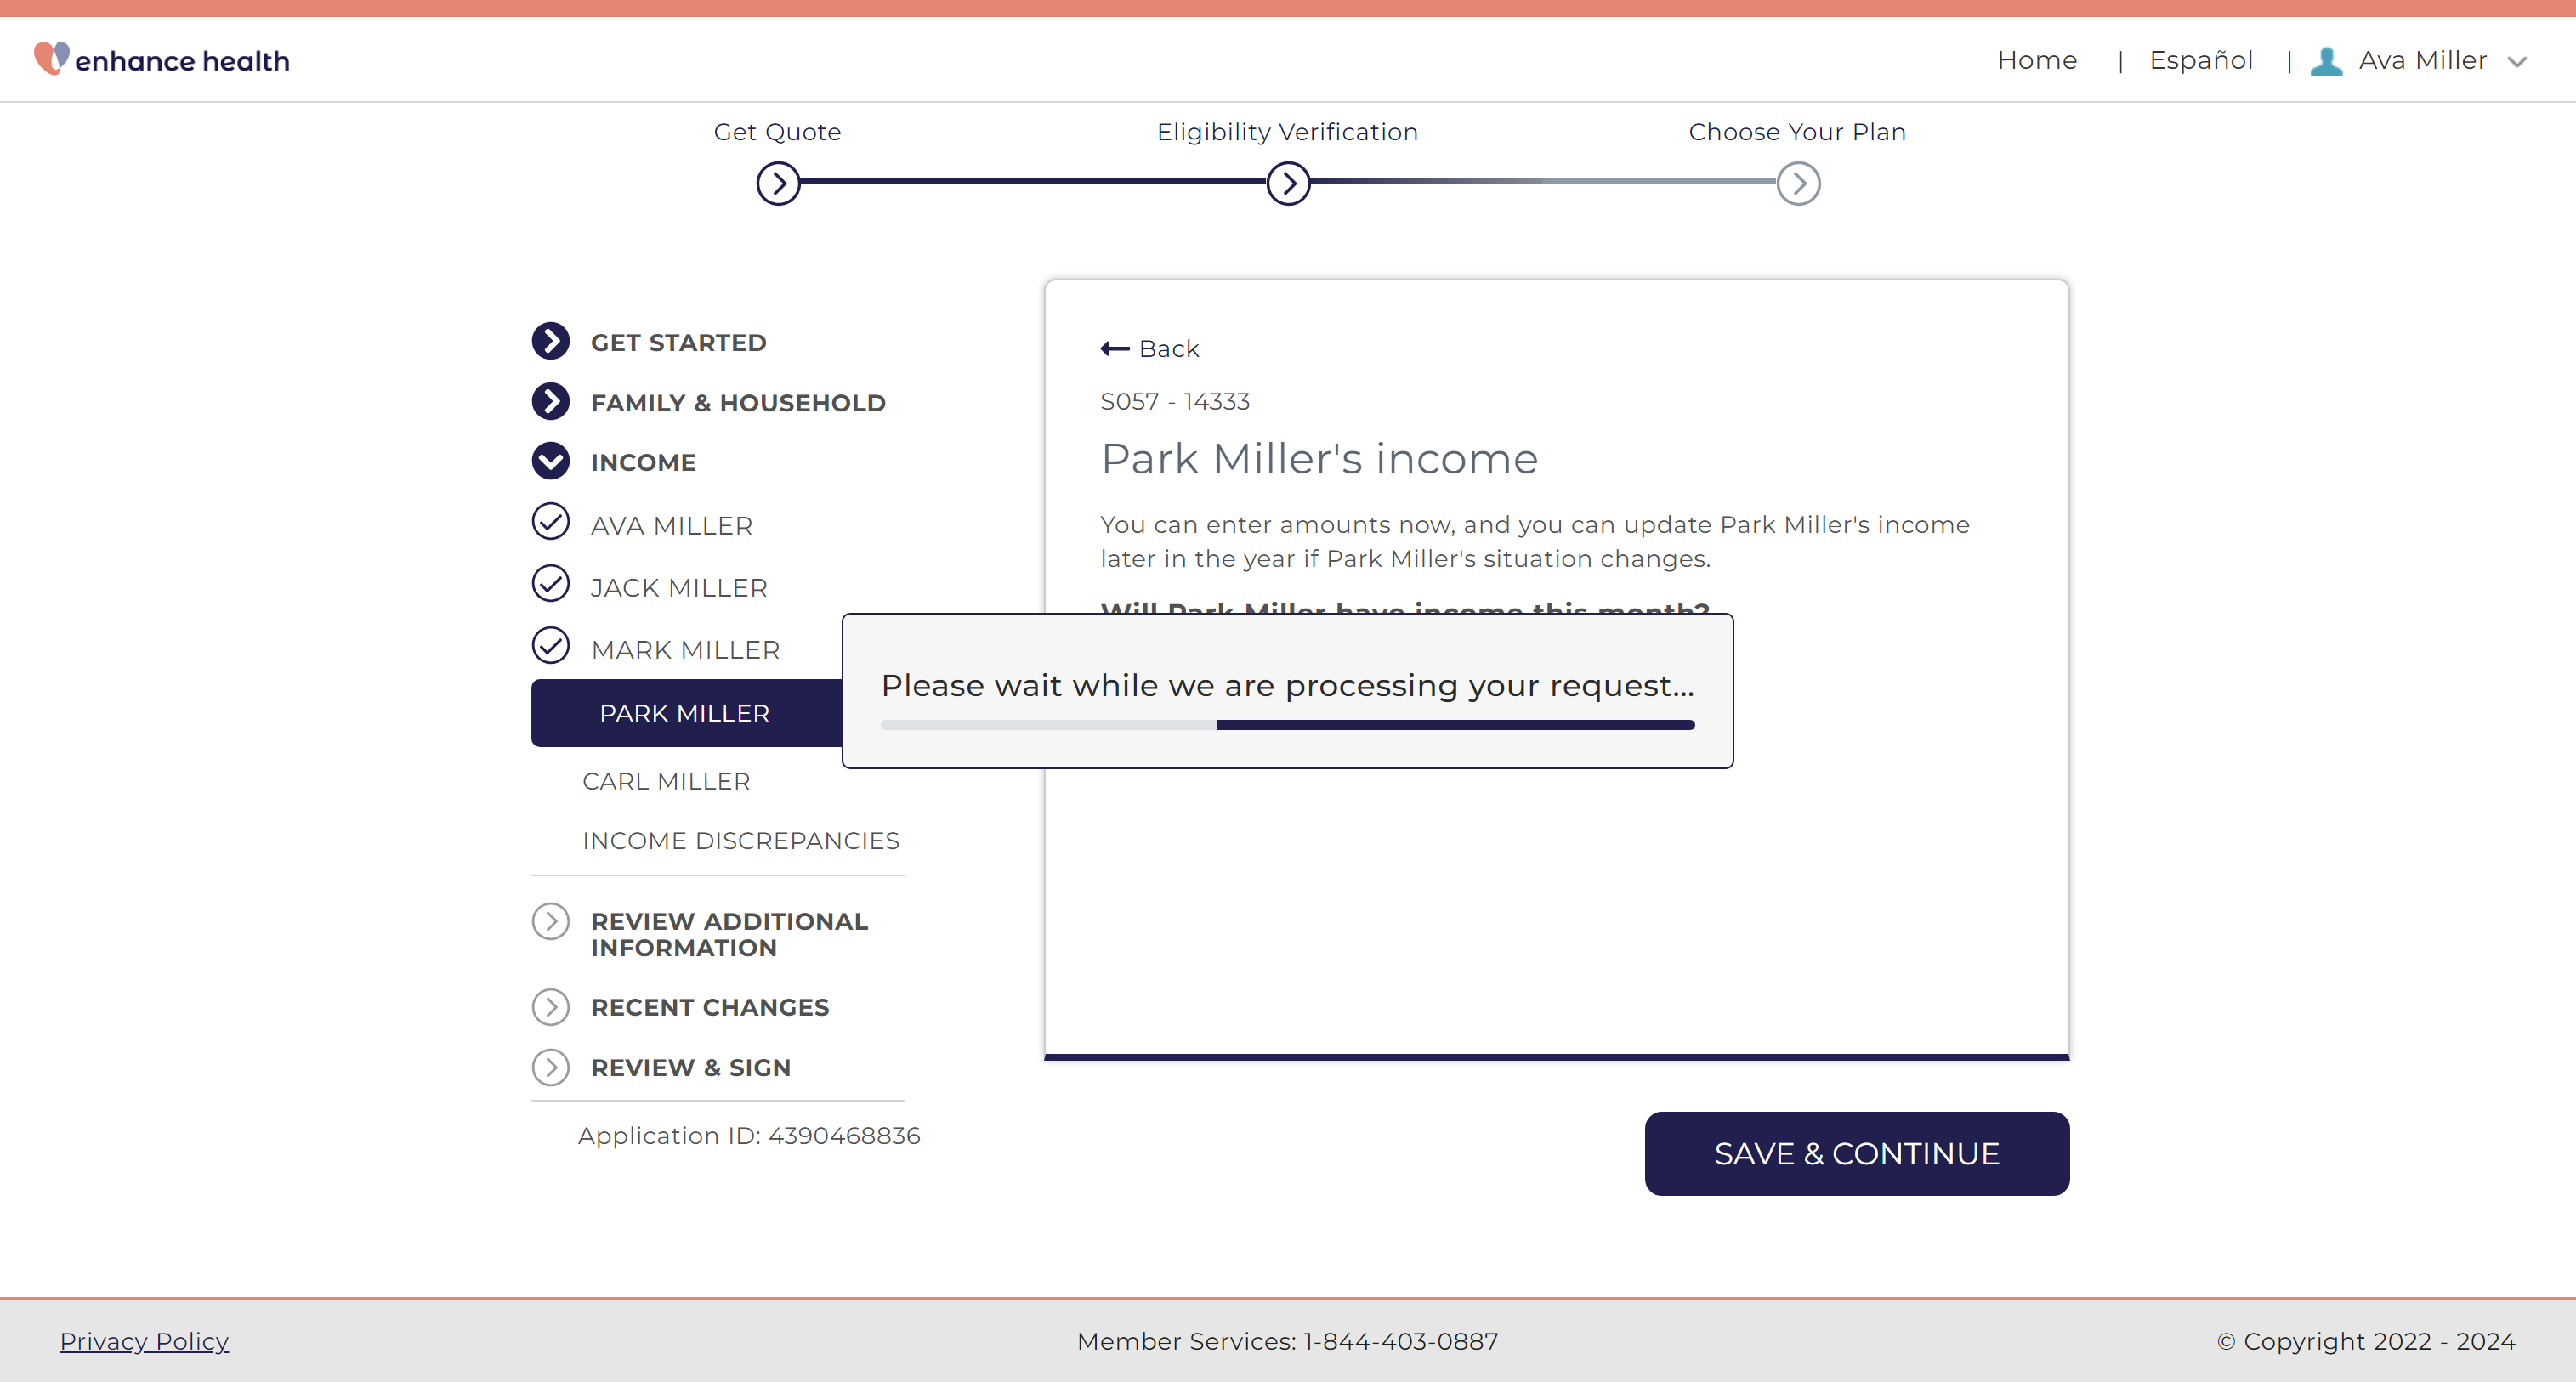 enhance health
Home | Español | Ava Miller
Get Quote
Eligibility Verification
Choose Your Plan
GET STARTED
FAMILY & HOUSEHOLD
INCOME
AVA MILLER
JACK MILLER
MARK MILLER
PARK MILLER
CARL MILLER
INCOME DISCREPANCIES
REVIEW ADDITIONAL
INFORMATION
RECENT CHANGES
REVIEW & SIGN
Application ID: 4390468836
Back
S057 - 14333
Park Miller's income
You can enter amounts now, and you can update Park Miller's income
later in the year if Park Miller's situation changes.
Will Park Miller have income this month?
Please wait while we are processing your request...
SAVE & CONTINUE
Privacy Policy
Member Services: 1-844-403-0887
© Copyright 2022 - 2024